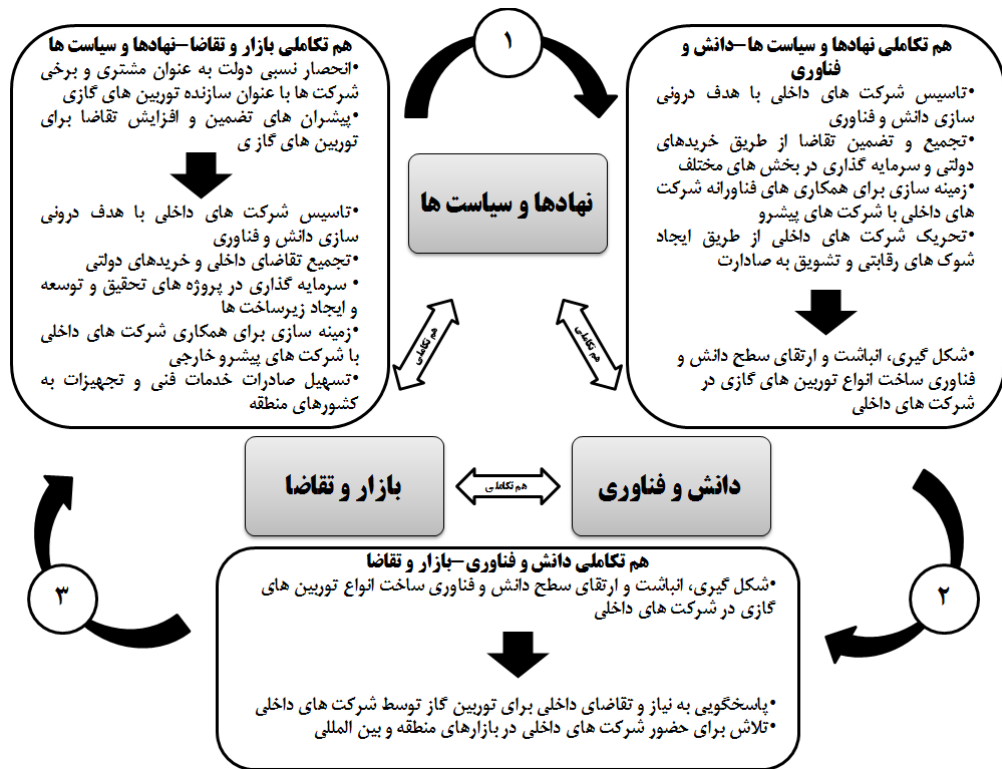 ۱
هم تکاملی نهادها و سیاست ها–دانش و
فناوری
•تاسیس شرکت های داخلی با هدف درونی
سازی دانش و فناوری
•تجمیع و تضمین تقاضا از طریق خریدهای
دولتی و سرمایه گذاری در بخش های مختلف
•زمینه سازی برای همکاری های فناورانه شرکت
های داخلی با شرکت های پیشرو
•تحریک شرکت های داخلی از طریق ایجاد
شوک های رقابتی و تشویق به صادارت
•شکل گیری، انباشت و ارتقای سطح دانش و
فناوری ساخت انواع توربین های گازی در
شرکت های داخلی
هم تکاملی بازار و تقاضا–نهادها و سیاست ها
•انحصار نسبی دولت به عنوان مشتری و برخی
شرکت ها با عنوان سازنده توربین های گازی
•پیشران های تضمین و افزایش تقاضا برای
توربین های گاز ی
•تاسیس شرکت های داخلی با هدف درونی
سازی دانش و فناوری
•تجمیع تقاضای داخلی و خریدهای دولتی
• سرمایه گذاری در پروژه های تحقیق و توسعه
و ایجاد زیرساخت ها
•زمینه سازی برای همکاری شرکت های داخلی
با شرکت های پیشرو خارجی
•تسهیل صادرات خدمات فنی و تجهیزات به
کشورهای منطقه
نهادها و سیاست ها
هم تکاملی
هم تکاملی
دانش و فناوری
هم تکاملی
بازار و تقاضا
۲
۳
هم تکاملی دانش و فناوری–بازار و تقاضا
•شکل گیری، انباشت و ارتقای سطح دانش و فناوری ساخت انواع توربین های
گازی در شرکت های داخلی
•پاسخگویی به نیاز و تقاضای داخلی برای توربین گاز توسط شرکت های داخلی
•تلاش برای حضور شرکت های داخلی در بازارهای منطقه و بین المللی